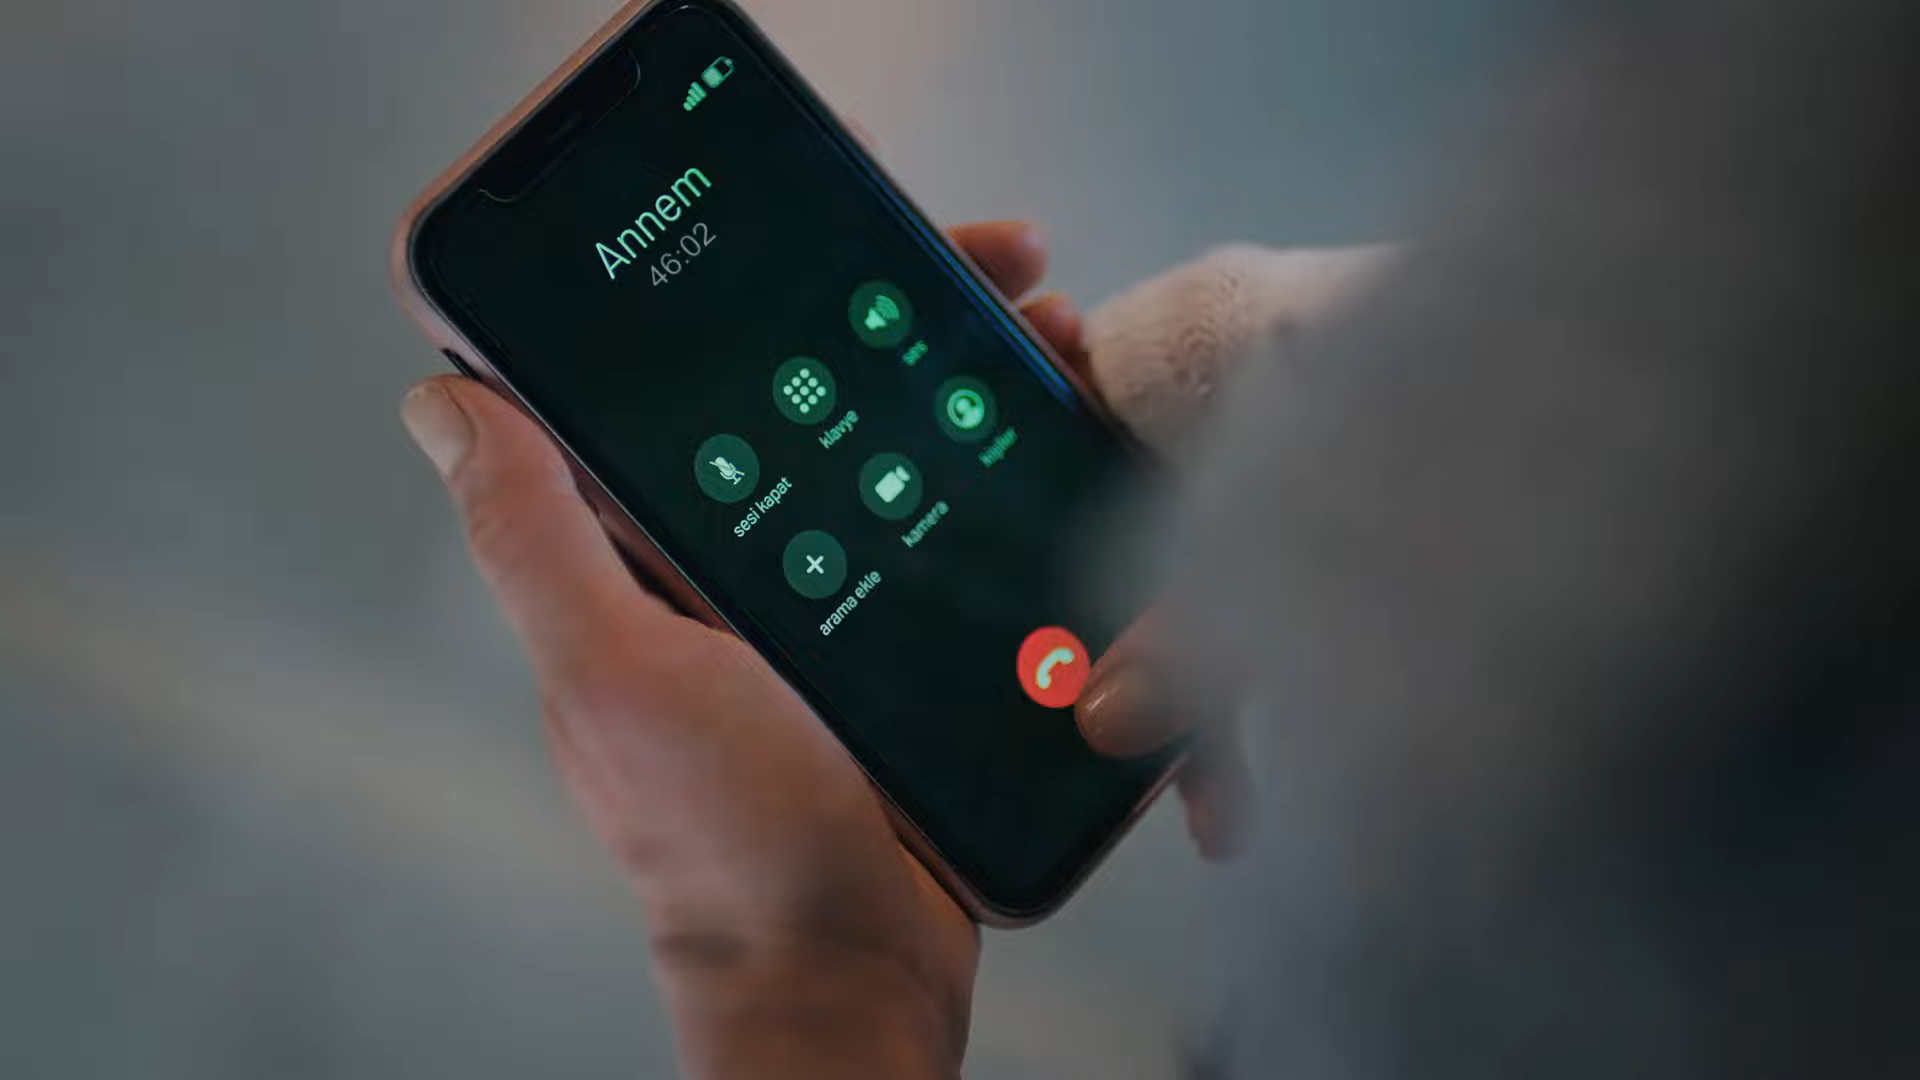 Annem
46:02
sesi kapat
klavye
ses
arama ekle
kamera
kişiler